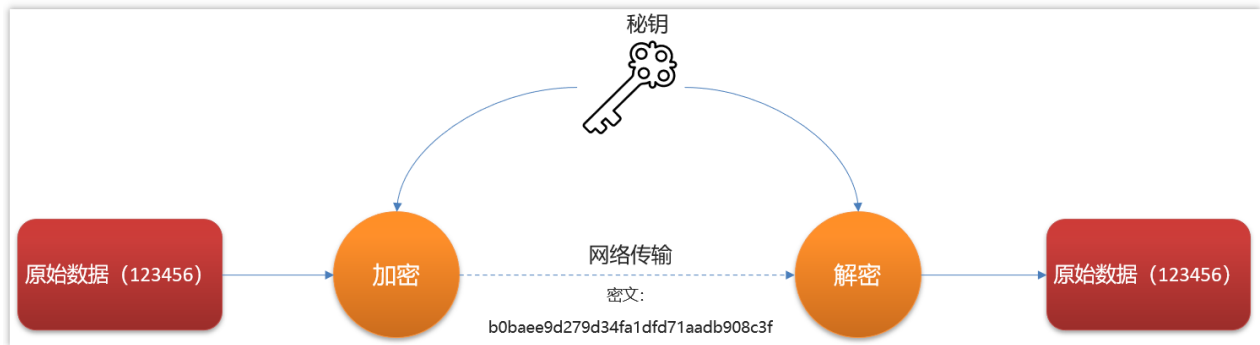 秘钥
原始数据（123456）
加密
网络传输
密文：
b0baee9d279d34fa1dfd71aadb908c3f
解密
原始数据（123456）